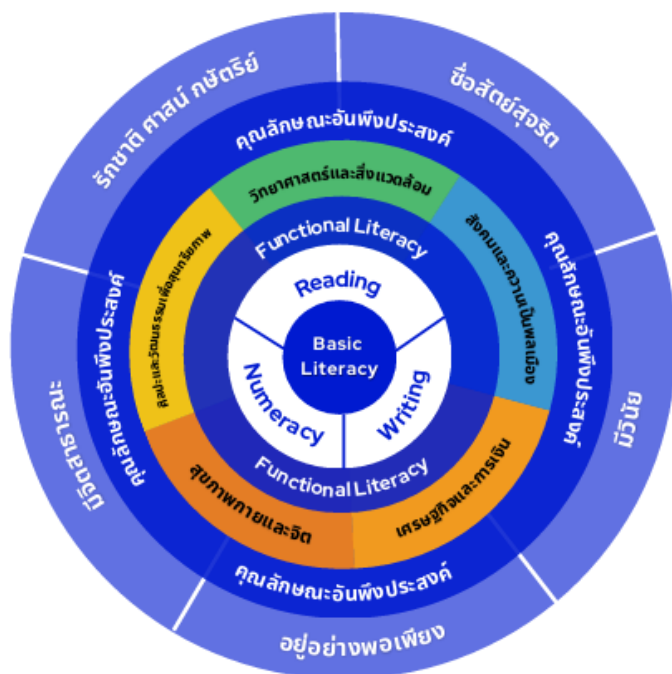 รักชาติ ศาสน์ กษัตริย์
ซื่อสัตย์สุจริต
มีวินัย
อยู่อย่างพอเพียง
มีจิตสาธารณะ
คุณลักษณะอันพึงประสงค์
คุณลักษณะอันพึงประสงค์
คุณลักษณะอันพึงประสงค์
คุณลักษณะอันพึงประสงค์
วิทยาศาสตร์และสิ่งแวดล้อม
สังคมและความเป็นพลเมือง
เศรษฐกิจและการเงิน
สุขภาพกายและจิต
ศิลปะและวัฒนธรรมเพื่อสุนทรียภาพ
Functional Literacy
Functional Literacy
Reading
Writing
Numeracy
Basic
Literacy